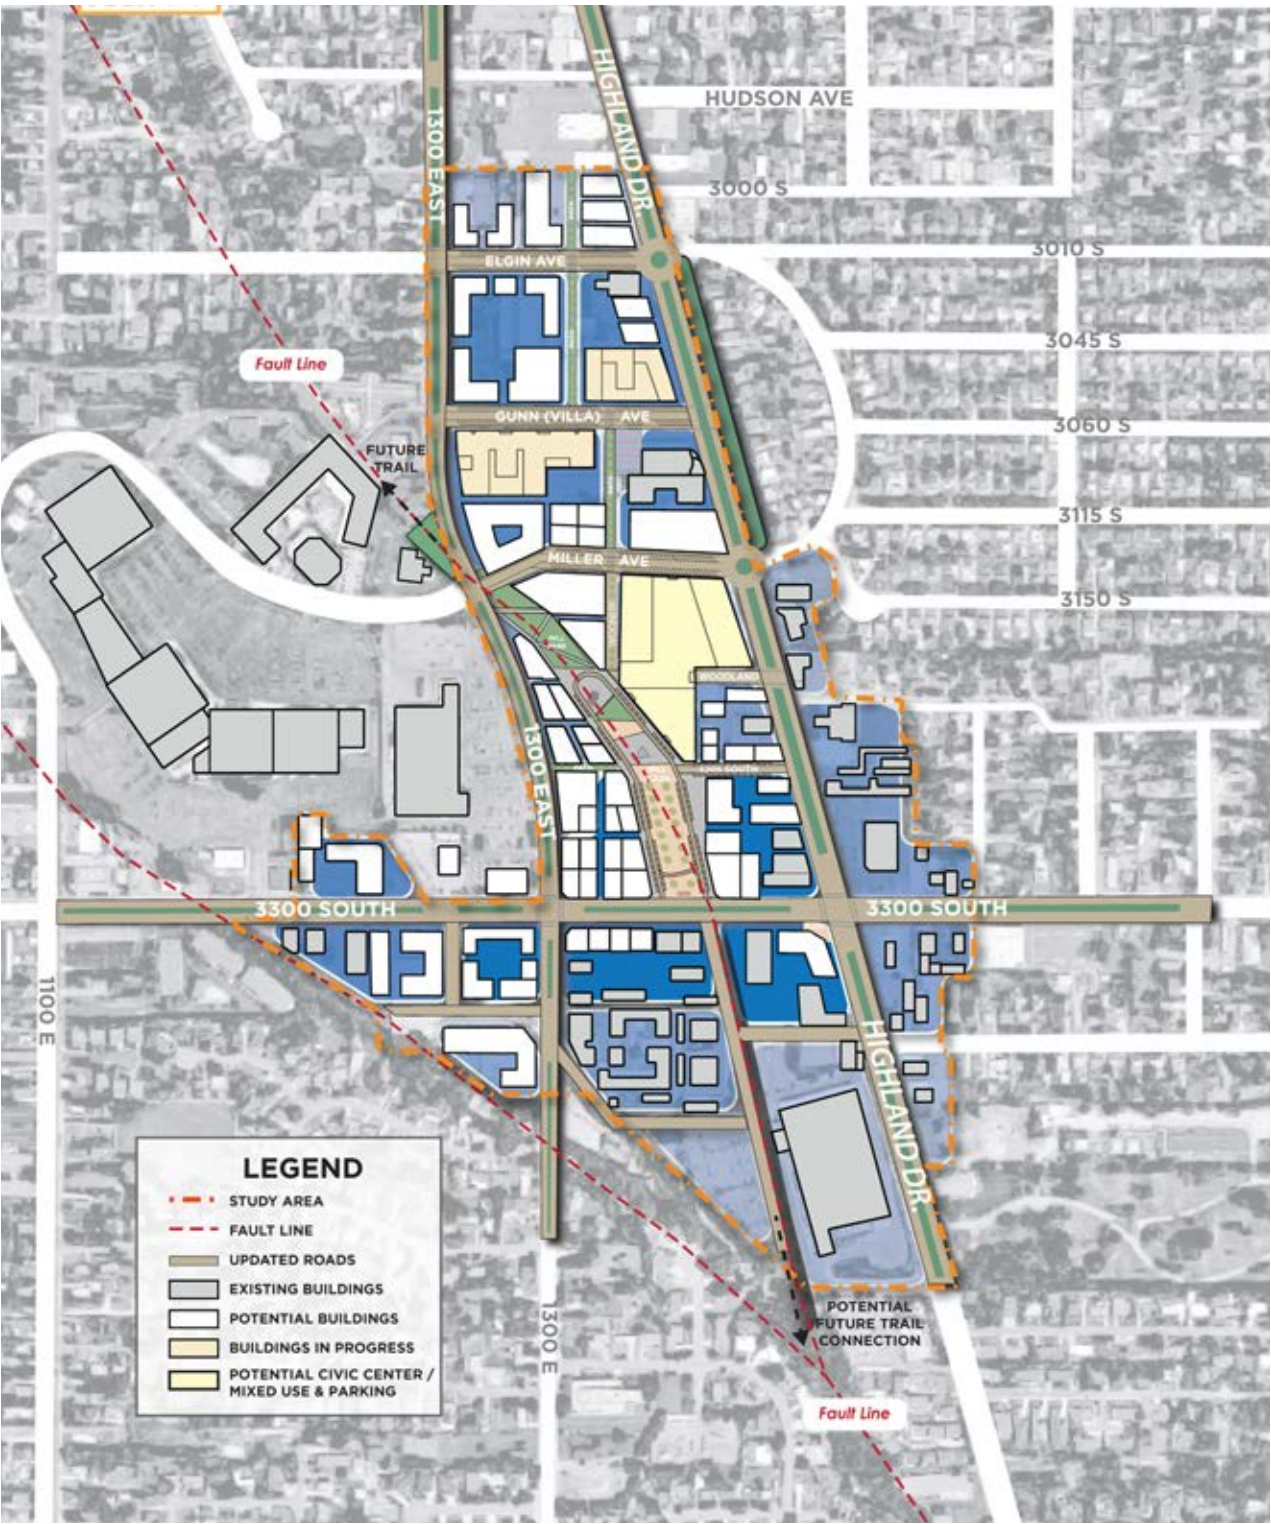 HIGHLAND DR
HUDSON AVE
1300 EAST
3000 S
3010 S
ELGIN AVE
3045 S
Fault Line
GUNN (VILLA) AVE
3060 S
FUTURE
TRAIL
3115 S
MILLER AVE
3150 S
WOODLAND
1300 EAST
3300 SOUTH
3300 SOUTH
1100 E
HIGHLAND DR
LEGEND
STUDY AREA
FAULT LINE
UPDATED ROADS
EXISTING BUILDINGS
POTENTIAL BUILDINGS
BUILDINGS IN PROGRESS
POTENTIAL CIVIC CENTER /
MIXED USE & PARKING
1300 E
POTENTIAL
FUTURE TRAIL
CONNECTION
Fault Line